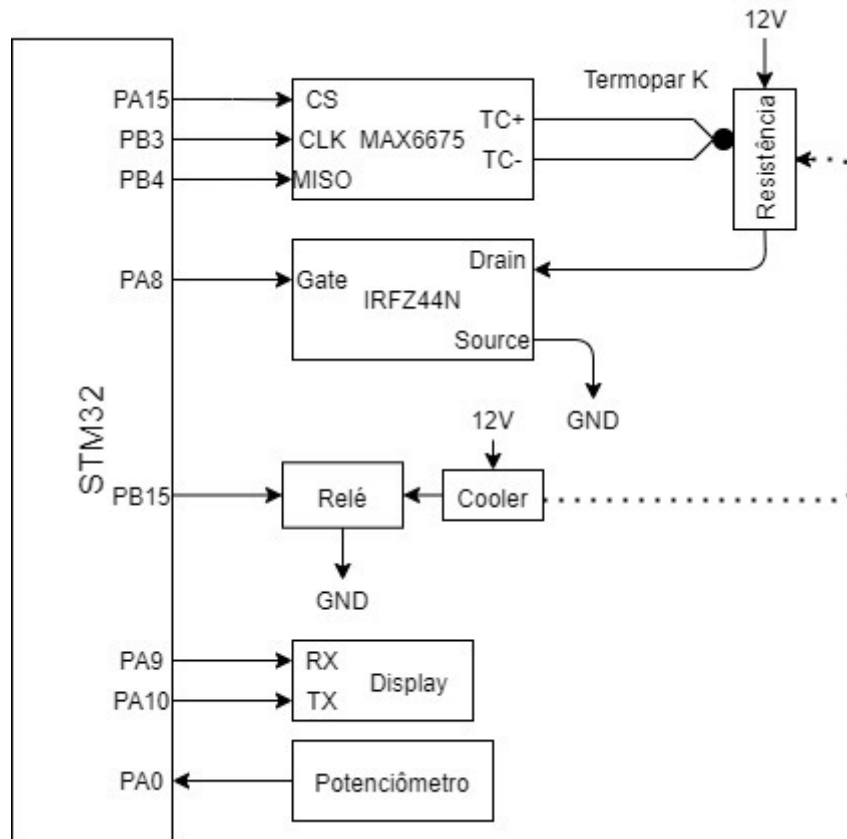 12V
Termopar K
Resistência
PA15
CS
TC+
PB3
CLK MAX6675
TC-
PB4
MISO
PA8
Gate
Drain
IRFZ44N
Source
GND
STM32
12V
PB15
Relé
Cooler
GND
PA9
RX
Display
PA10
TX
PA0
Potenciômetro